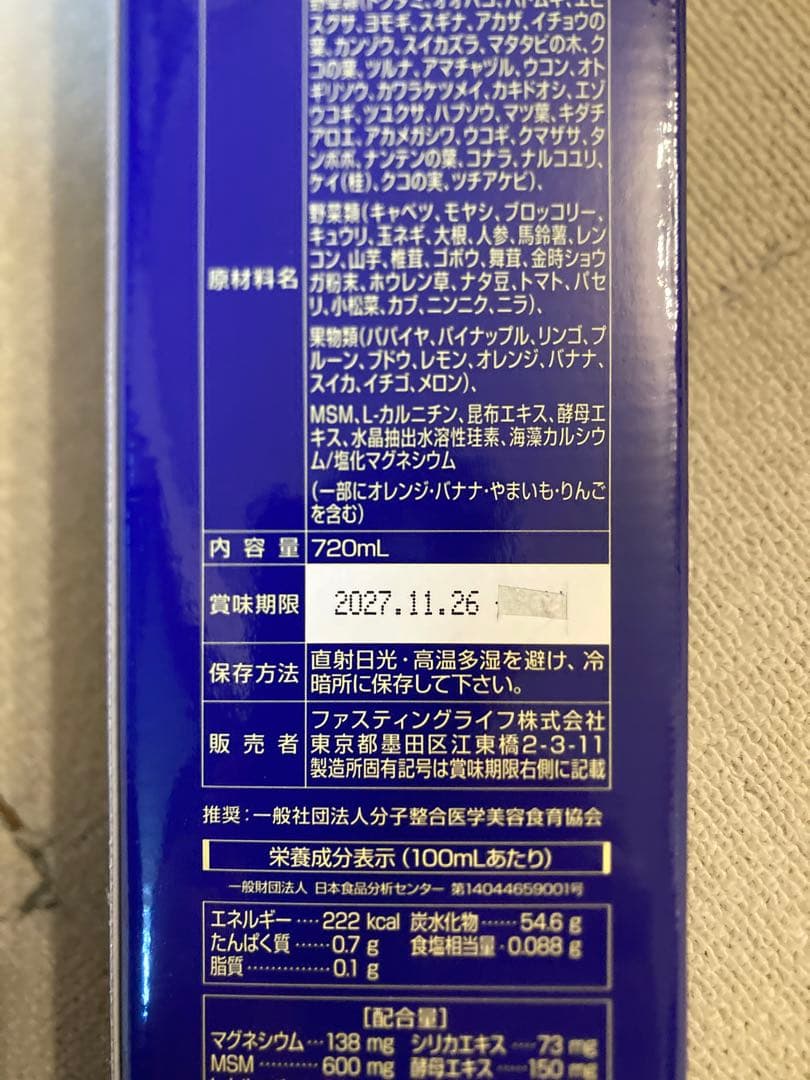 野草類(ドクダミ、オオバコ、ハトムギ、エビ
スグサ、ヨモギ、スギナ、アカザ、イチョウの
葉、カンゾウ、スイカズラ、マタタビの木、ク
コの葉、ツルナ、アマチャヅル、ウコン、オト
ギリソウ、カワラケツメイ、カキドオシ、エゾ
ウコギ、ツユクサ、ハブソウ、マツ葉、キダチ
アロエ、アカメガシワ、ウコギ、クマザサ、タ
ンポポ、ナンテンの葉、コナラ、ナルコユリ、
ケイ(桂)、クコの実、ツチアケビ)、
野菜類(キャベツ、モヤシ、ブロッコリー、
キュウリ、玉ネギ、大根、人参、馬鈴薯、レン
コン、山芋、椎茸、ゴボウ、舞茸、金時ショウ
ガ粉末、ホウレン草、ナタ豆、トマト、パセ
リ、小松菜、カブ、ニンニク、ニラ)、
原材料名
果物類(パパイヤ、パイナップル、リンゴ、プ
ルーン、ブドウ、レモン、オレンジ、バナナ、
スイカ、イチゴ、メロン)、
MSM、L-カルニチン、昆布エキス、酵母エ
キス、水晶抽出水溶性珪素、海藻カルシウ
ム/塩化マグネシウム
(一部にオレンジ・バナナ・やまいも・りんご
を含む)
内容量 720mL
賞味期限 2027.11.26
保存方法 直射日光・高温多湿を避け、冷
暗所に保存して下さい。
販売者 ファスティングライフ株式会社
東京都墨田区江東橋2-3-11
製造所固有記号は賞味期限右側に記載
推奨:一般社団法人分子整合医学美容食育協会
栄養成分表示(100mLあたり)
一般財団法人 日本食品分析センター 第14044659001号
エネルギー‥‥222 kcal 炭水化物‥‥‥54.6 g
たんぱく質‥‥‥0.7 g 食塩相当量・0.088 g
脂質‥‥‥‥‥‥‥0.1 g
[配合量]
マグネシウム‥‥138 mg シリカエキス‥‥73 mg
MSM‥‥‥‥‥600 mg 酵母エキス‥‥150 mg